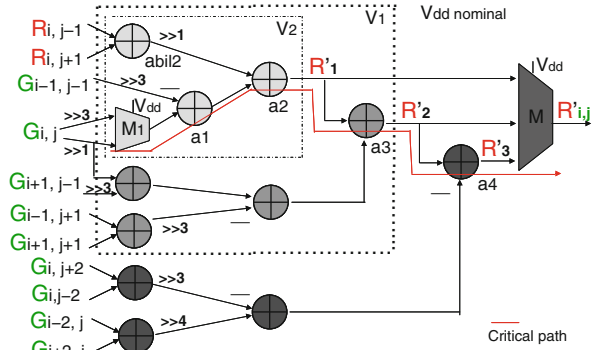 V1
Vdd nominal
V2
Ri, j-1
>>1
Ri, j+1
abil2
Gi-1, j-1
>>3
R'1
↓Vdd
a2
>>3
↓Vdd
M1
a1
Gi, j
>>1
R'2
M
R'i,j
a3
R'3
a4
Gi+1, j-1
>>3
Gi-1, j+1
Gi+1, j+1
>>3
Gi, j+2
>>3
Gi,j-2
Gi-2, j
>>4
Critical path